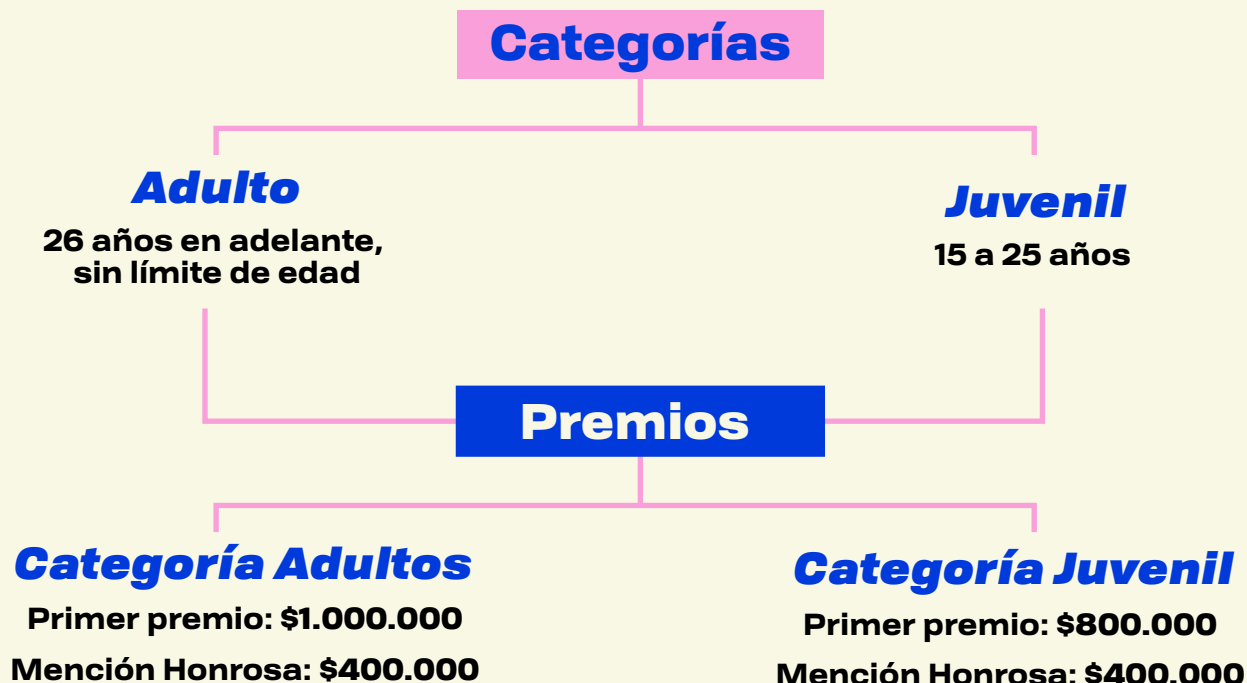 Categorías
Adulto
26 años en adelante,
sin límite de edad
Juvenil
15 a 25 años
Premios
Categoría Adultos
Primer premio: $1.000.000
Mención Honrosa: $400.000
Categoría Juvenil
Primer premio: $800.000
Mención Honrosa: $400.000